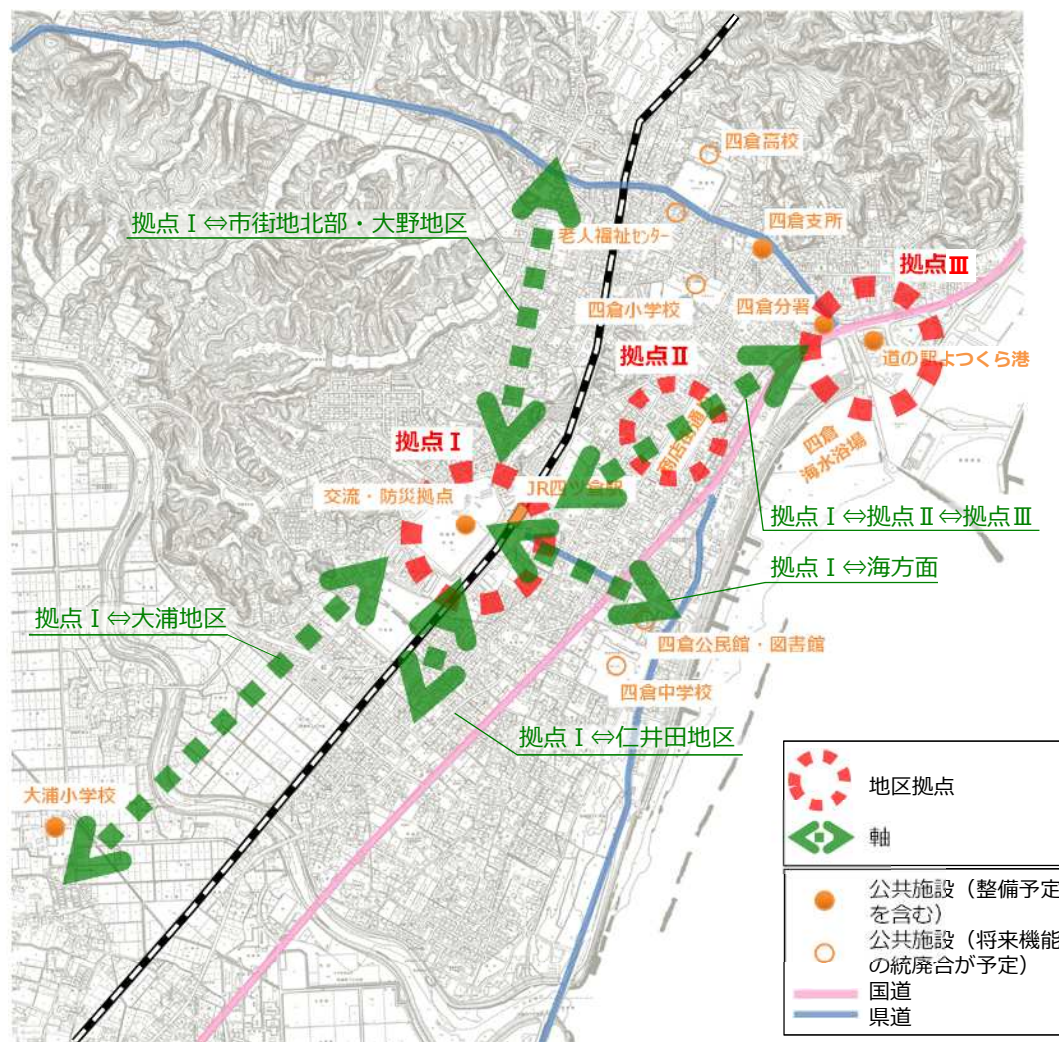 四倉高校
拠点Ⅰ⇔市街地北部・大野地区
老人福祉センター
四倉支所
拠点Ⅲ
四倉小学校
四倉分署
道の駅よつくら港
拠点Ⅱ
商店街通り
四倉
海水浴場
拠点Ⅰ
交流・防災拠点
JR四ツ倉駅
拠点Ⅰ⇔拠点Ⅱ⇔拠点Ⅲ
拠点Ⅰ⇔海方面
拠点Ⅰ⇔大浦地区
四倉公民館・図書館
四倉中学校
拠点Ⅰ⇔仁井田地区
大浦小学校
地区拠点
軸
公共施設（整備予定
を含む）
公共施設（将来機能
の統廃合が予定）
国道
県道